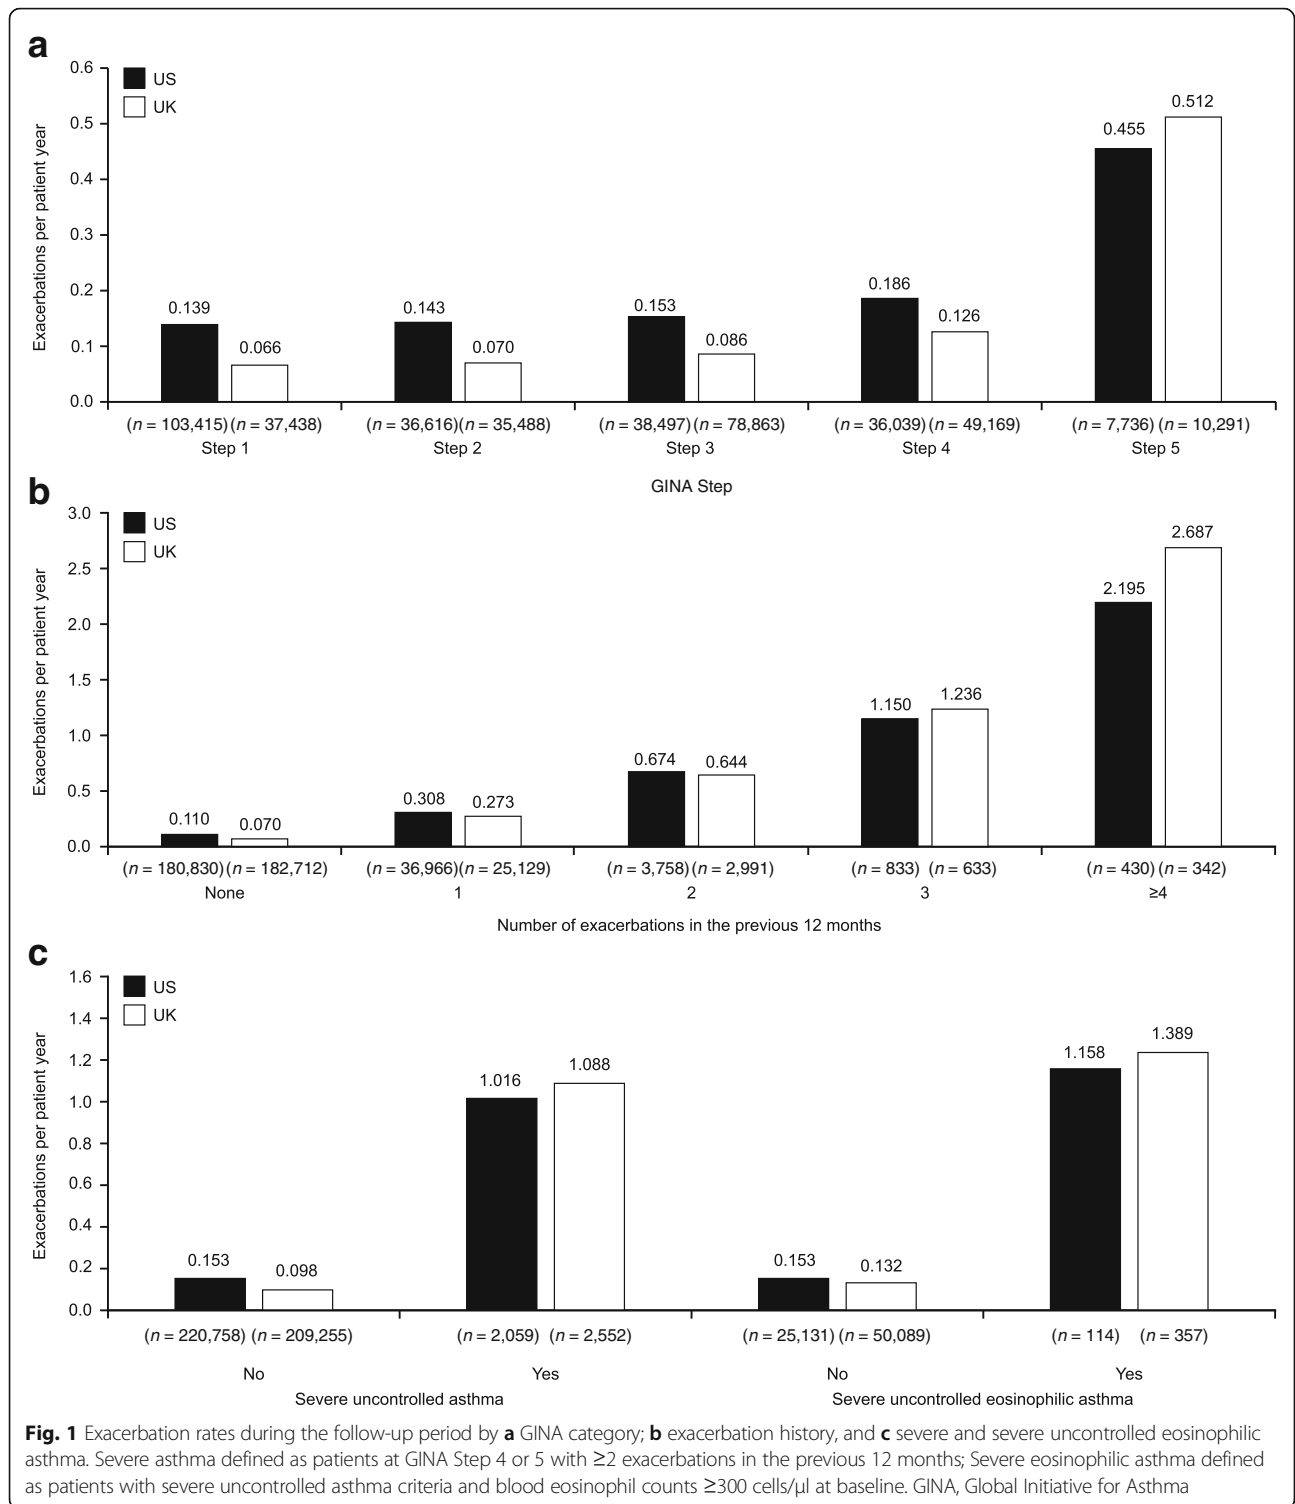 a
0.6
0.5
0.4
0.3
0.2
0.1
0.0
Exacerbations per patient year
US
UK
0.139
0.066
0.143
0.070
0.153
0.086
0.186
0.126
0.455
0.512
(n = 103,415) (n = 37,438) (n = 36,616) (n = 35,488) (n = 38,497) (n = 78,863) (n = 36,039) (n = 49,169) (n = 7,736) (n = 10,291)
Step 1 Step 2 Step 3 Step 4 Step 5
GINA Step
b
3.0
2.5
2.0
1.5
1.0
0.5
0.0
Exacerbations per patient year
US
UK
0.110
0.070
0.308
0.273
0.674
0.644
1.150
1.236
2.195
2.687
(n = 180,830) (n = 182,712) (n = 36,966) (n = 25,129) (n = 3,758) (n = 2,991) (n = 833) (n = 633) (n = 430) (n = 342)
None 1 2 3 ≥4
Number of exacerbations in the previous 12 months
c
1.6
1.4
1.2
1.0
0.8
0.6
0.4
0.2
0.0
Exacerbations per patient year
US
UK
0.153
0.098
1.016
1.088
0.153
0.132
1.158
1.389
(n = 220,758) (n = 209,255) (n = 2,059) (n = 2,552) (n = 25,131) (n = 50,089) (n = 114) (n = 357)
No Yes No Yes
Severe uncontrolled asthma Severe uncontrolled eosinophilic asthma
Fig. 1 Exacerbation rates during the follow-up period by a GINA category; b exacerbation history, and c severe and severe uncontrolled eosinophilic
asthma. Severe asthma defined as patients at GINA Step 4 or 5 with ≥2 exacerbations in the previous 12 months; Severe eosinophilic asthma defined
as patients with severe uncontrolled asthma criteria and blood eosinophil counts ≥300 cells/μl at baseline. GINA, Global Initiative for Asthma